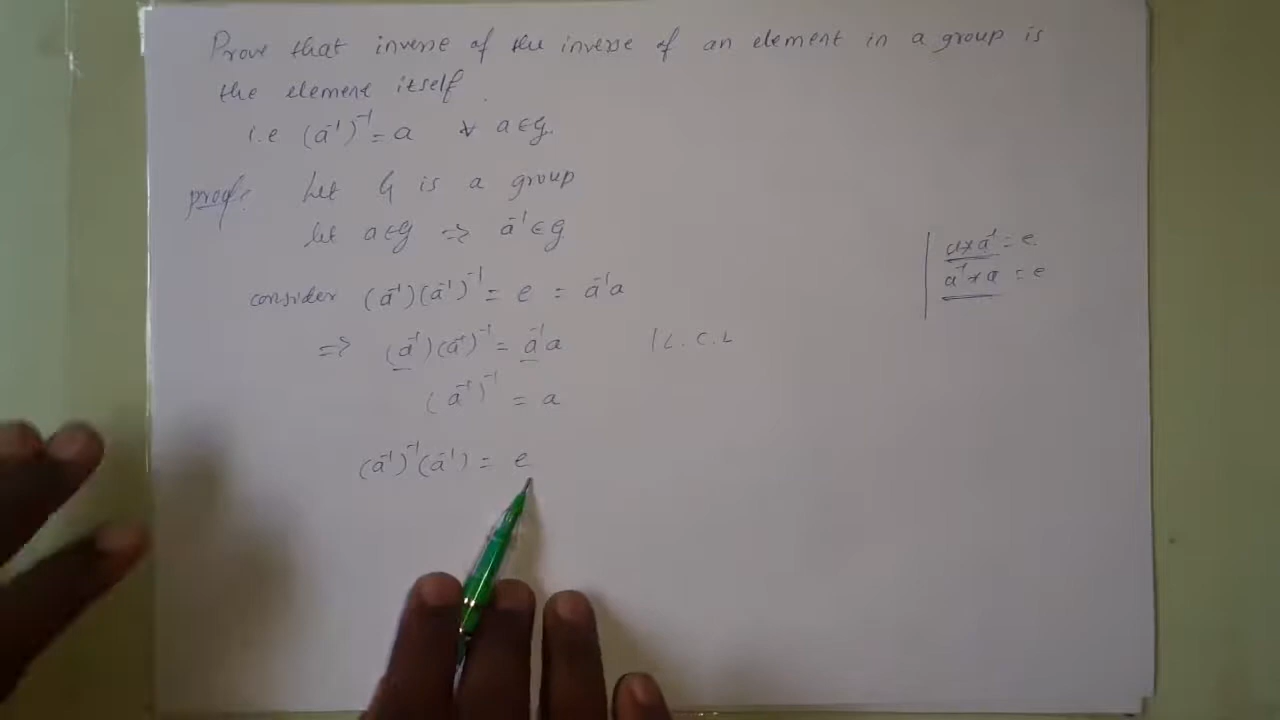 Prove that inverse of the inverse of an element in a group is
the element itself.
i.e (a⁻¹)⁻¹ = a ∀ a ∈ G.
proof: Let G is a group
let a ∈ G => a⁻¹ ∈ G
consider (a⁻¹)(a⁻¹)⁻¹ = e = a⁻¹a
=> (a⁻¹)(a⁻¹)⁻¹ = a⁻¹a | L.C.L
(a⁻¹)⁻¹ = a
(a⁻¹)⁻¹(a⁻¹) = e
a * a⁻¹ = e.
a⁻¹ * a = e